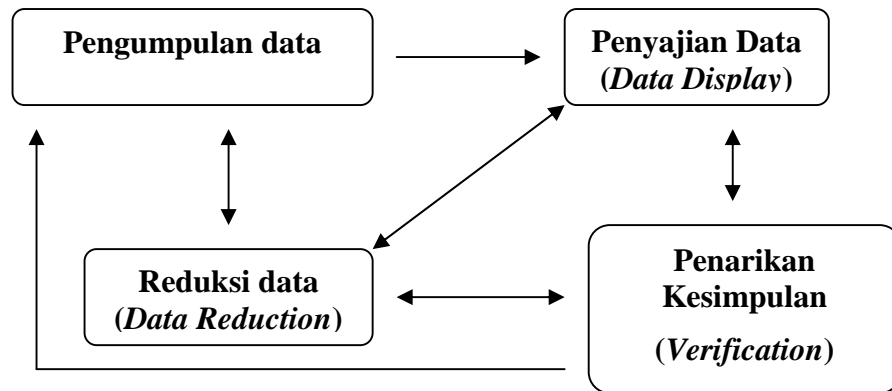 Pengumpulan data
Penyajian Data
(Data Display)
Reduksi data
(Data Reduction)
Penarikan
Kesimpulan
(Verification)